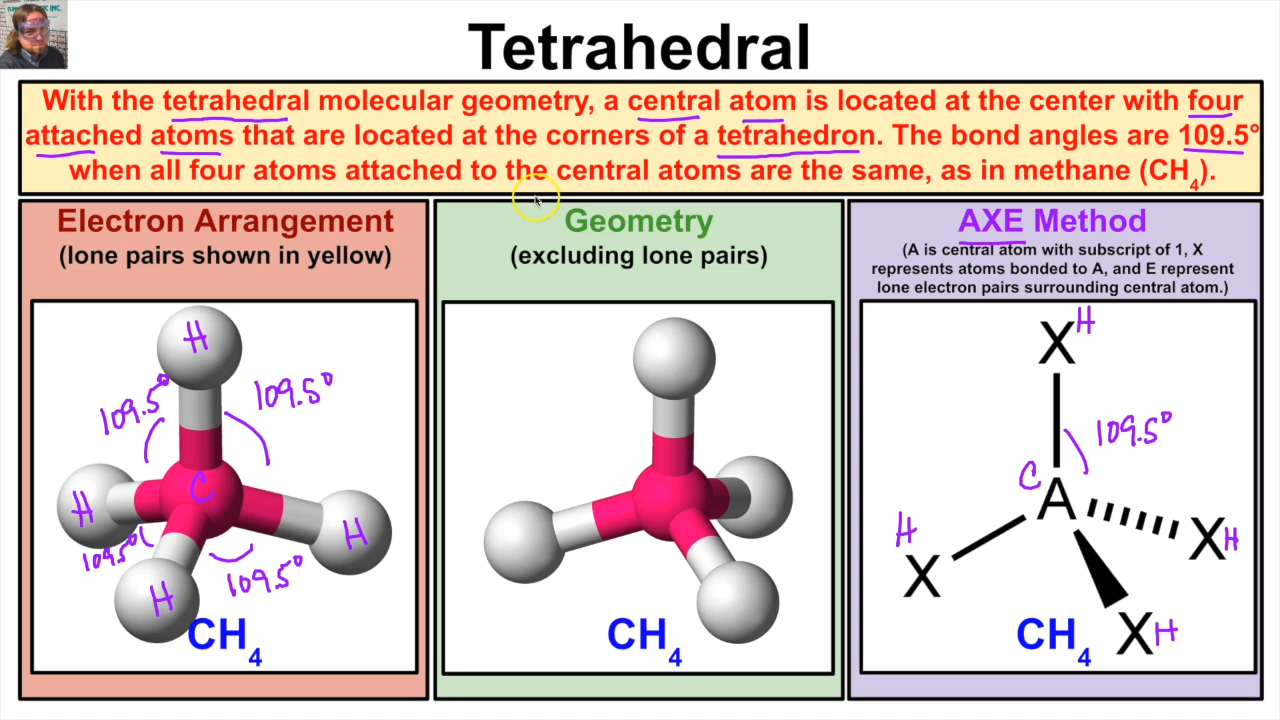 Tetrahedral
With the tetrahedral molecular geometry, a central atom is located at the center with four
attached atoms that are located at the corners of a tetrahedron. The bond angles are 109.5°
when all four atoms attached to the central atoms are the same, as in methane (CH₄).
Electron Arrangement
(lone pairs shown in yellow)
H
109.5°
109.5°
C
H
H
109.5°
109.5°
H
CH₄
Geometry
(excluding lone pairs)
CH₄
AXE Method
(A is central atom with subscript of 1, X
represents atoms bonded to A, and E represent
lone electron pairs surrounding central atom.)
X H
109.5°
C
A
H
X
X H
X H
CH₄